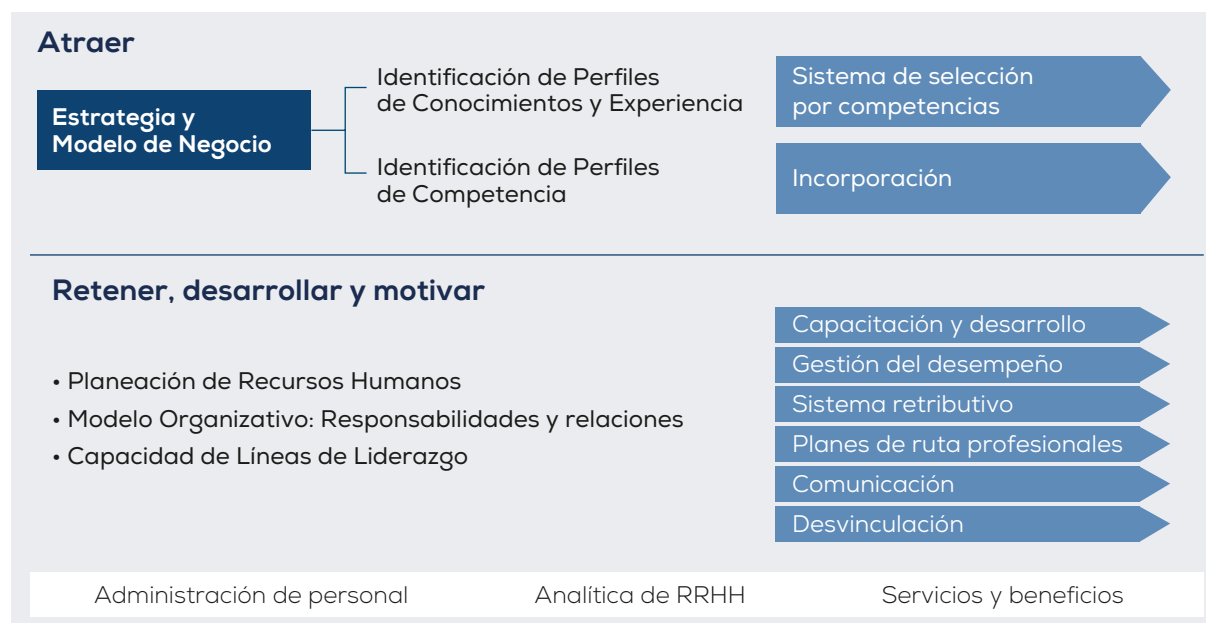 Atraer
Estrategia y
Modelo de Negocio
Identificación de Perfiles
de Conocimientos y Experiencia
Identificación de Perfiles
de Competencia
Sistema de selección
por competencias
Incorporación
Retener, desarrollar y motivar
• Planeación de Recursos Humanos
• Modelo Organizativo: Responsabilidades y relaciones
• Capacidad de Líneas de Liderazgo
Capacitación y desarrollo
Gestión del desempeño
Sistema retributivo
Planes de ruta profesionales
Comunicación
Desvinculación
Administración de personal
Analítica de RRHH
Servicios y beneficios